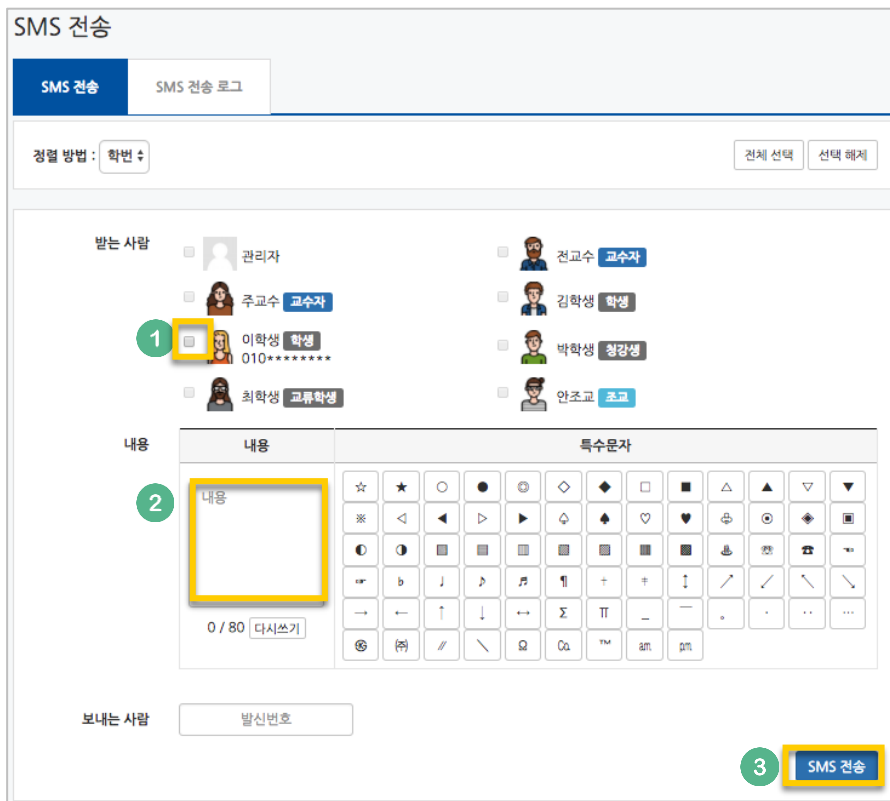 SMS 전송
SMS 전송 SMS 전송 로그
정렬 방법 : 학번 전체 선택 선택 해제
받는 사람 관리자 전교수 교수자
주교수 교수자 김학생 학생
1 이학생 학생 박학생 청강생
010********
최학생 교류학생 안조교 조교
내용 내용 특수문자
2 내용
☆ ★ ○ ● ◎ ◇ ◆ □ ■ △ ▲ ▽ ▼
※ ◁ ◀ ▷ ▶ ♤ ♠ ♡ ♥ ♧ ⊙ ◈ ▣
◐ ◑ ▒ ▤ ▥ ▨ ▧ ▦ ▩ ♨ ☏ ☎ ☜
☞ ♭ ♩ ♪ ♬ ¶ † ‡ ↕ ↗ ↙ ↖ ↘
→ ← ↑ ↓ ↔ Σ Π _ ― 。 · ‥ …
㉿ ㈜ ∥ ＼ Ω ㏇ ™ ㏂ ㏘
0 / 80 다시쓰기
보내는 사람 발신번호
3 SMS 전송